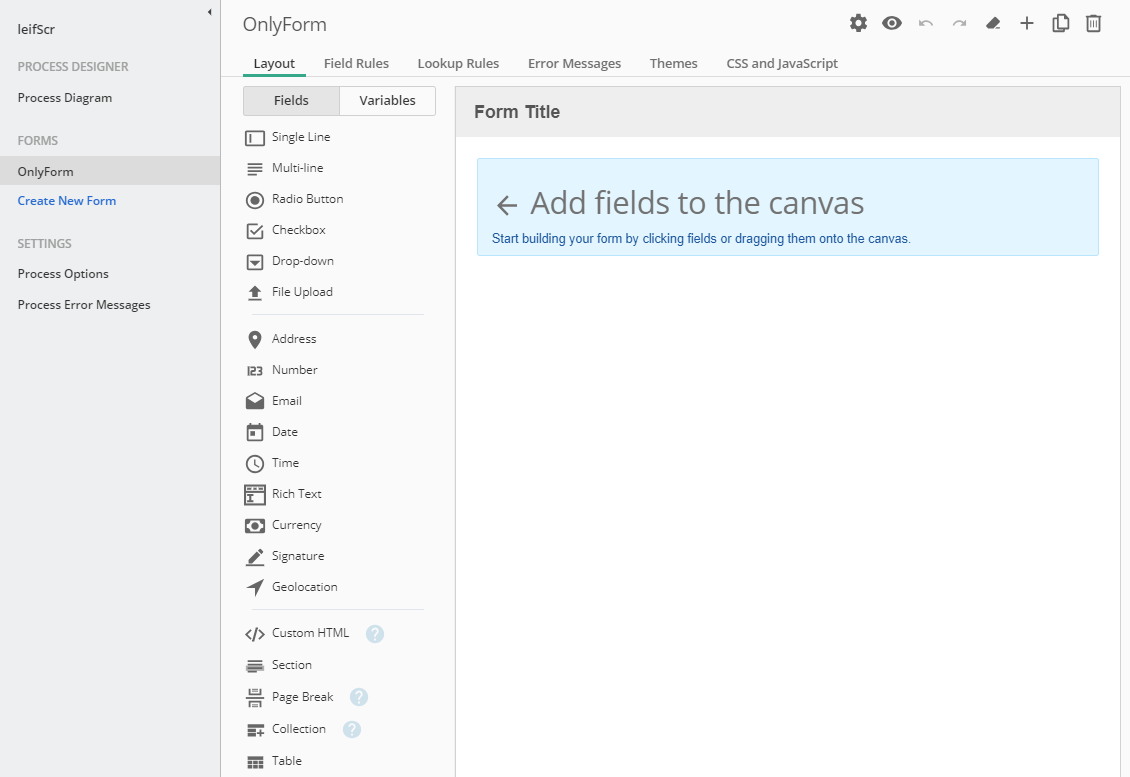 leifScr
PROCESS DESIGNER
Process Diagram
FORMS
OnlyForm
Create New Form
SETTINGS
Process Options
Process Error Messages
OnlyForm
Layout Field Rules Lookup Rules Error Messages Themes CSS and JavaScript
Fields Variables
Single Line
Multi-line
Radio Button
Checkbox
Drop-down
File Upload
Address
123 Number
Email
Date
Time
Rich Text
Currency
Signature
Geolocation
Custom HTML ?
Section
Page Break ?
Collection ?
Table
Form Title
Add fields to the canvas
Start building your form by clicking fields or dragging them onto the canvas.